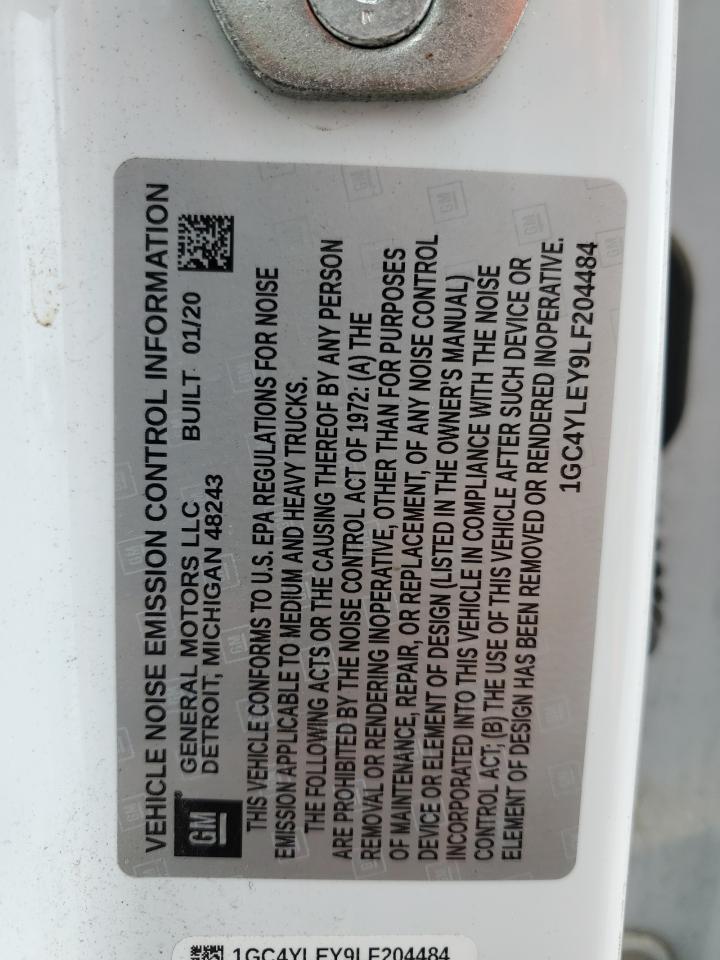 VEHICLE NOISE EMISSION CONTROL INFORMATION
GM
GENERAL MOTORS LLC
DETROIT, MICHIGAN 48243 BUILT 01/20
THIS VEHICLE CONFORMS TO U.S. EPA REGULATIONS FOR NOISE
EMISSION APPLICABLE TO MEDIUM AND HEAVY TRUCKS.
THE FOLLOWING ACTS OR THE CAUSING THEREOF BY ANY PERSON
ARE PROHIBITED BY THE NOISE CONTROL ACT OF 1972: (A) THE
REMOVAL OR RENDERING INOPERATIVE, OTHER THAN FOR PURPOSES
OF MAINTENANCE, REPAIR, OR REPLACEMENT, OF ANY NOISE CONTROL
DEVICE OR ELEMENT OF DESIGN (LISTED IN THE OWNER'S MANUAL)
INCORPORATED INTO THIS VEHICLE IN COMPLIANCE WITH THE NOISE
CONTROL ACT; (B) THE USE OF THIS VEHICLE AFTER SUCH DEVICE OR
ELEMENT OF DESIGN HAS BEEN REMOVED OR RENDERED INOPERATIVE.
1GC4YLEY9LF204484
1GC4YLEY9LF204484